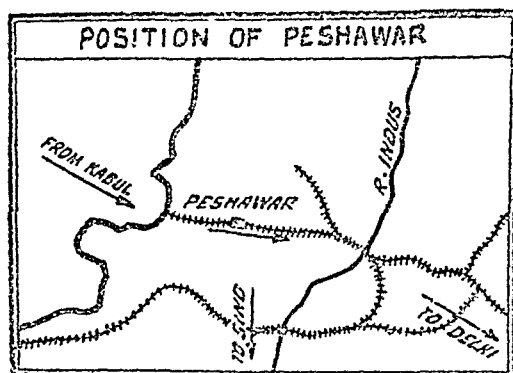 POSITION OF PESHAWAR
FROM KABUL
PESHAWAR
R. INDUS
TO SIND
TO DELHI